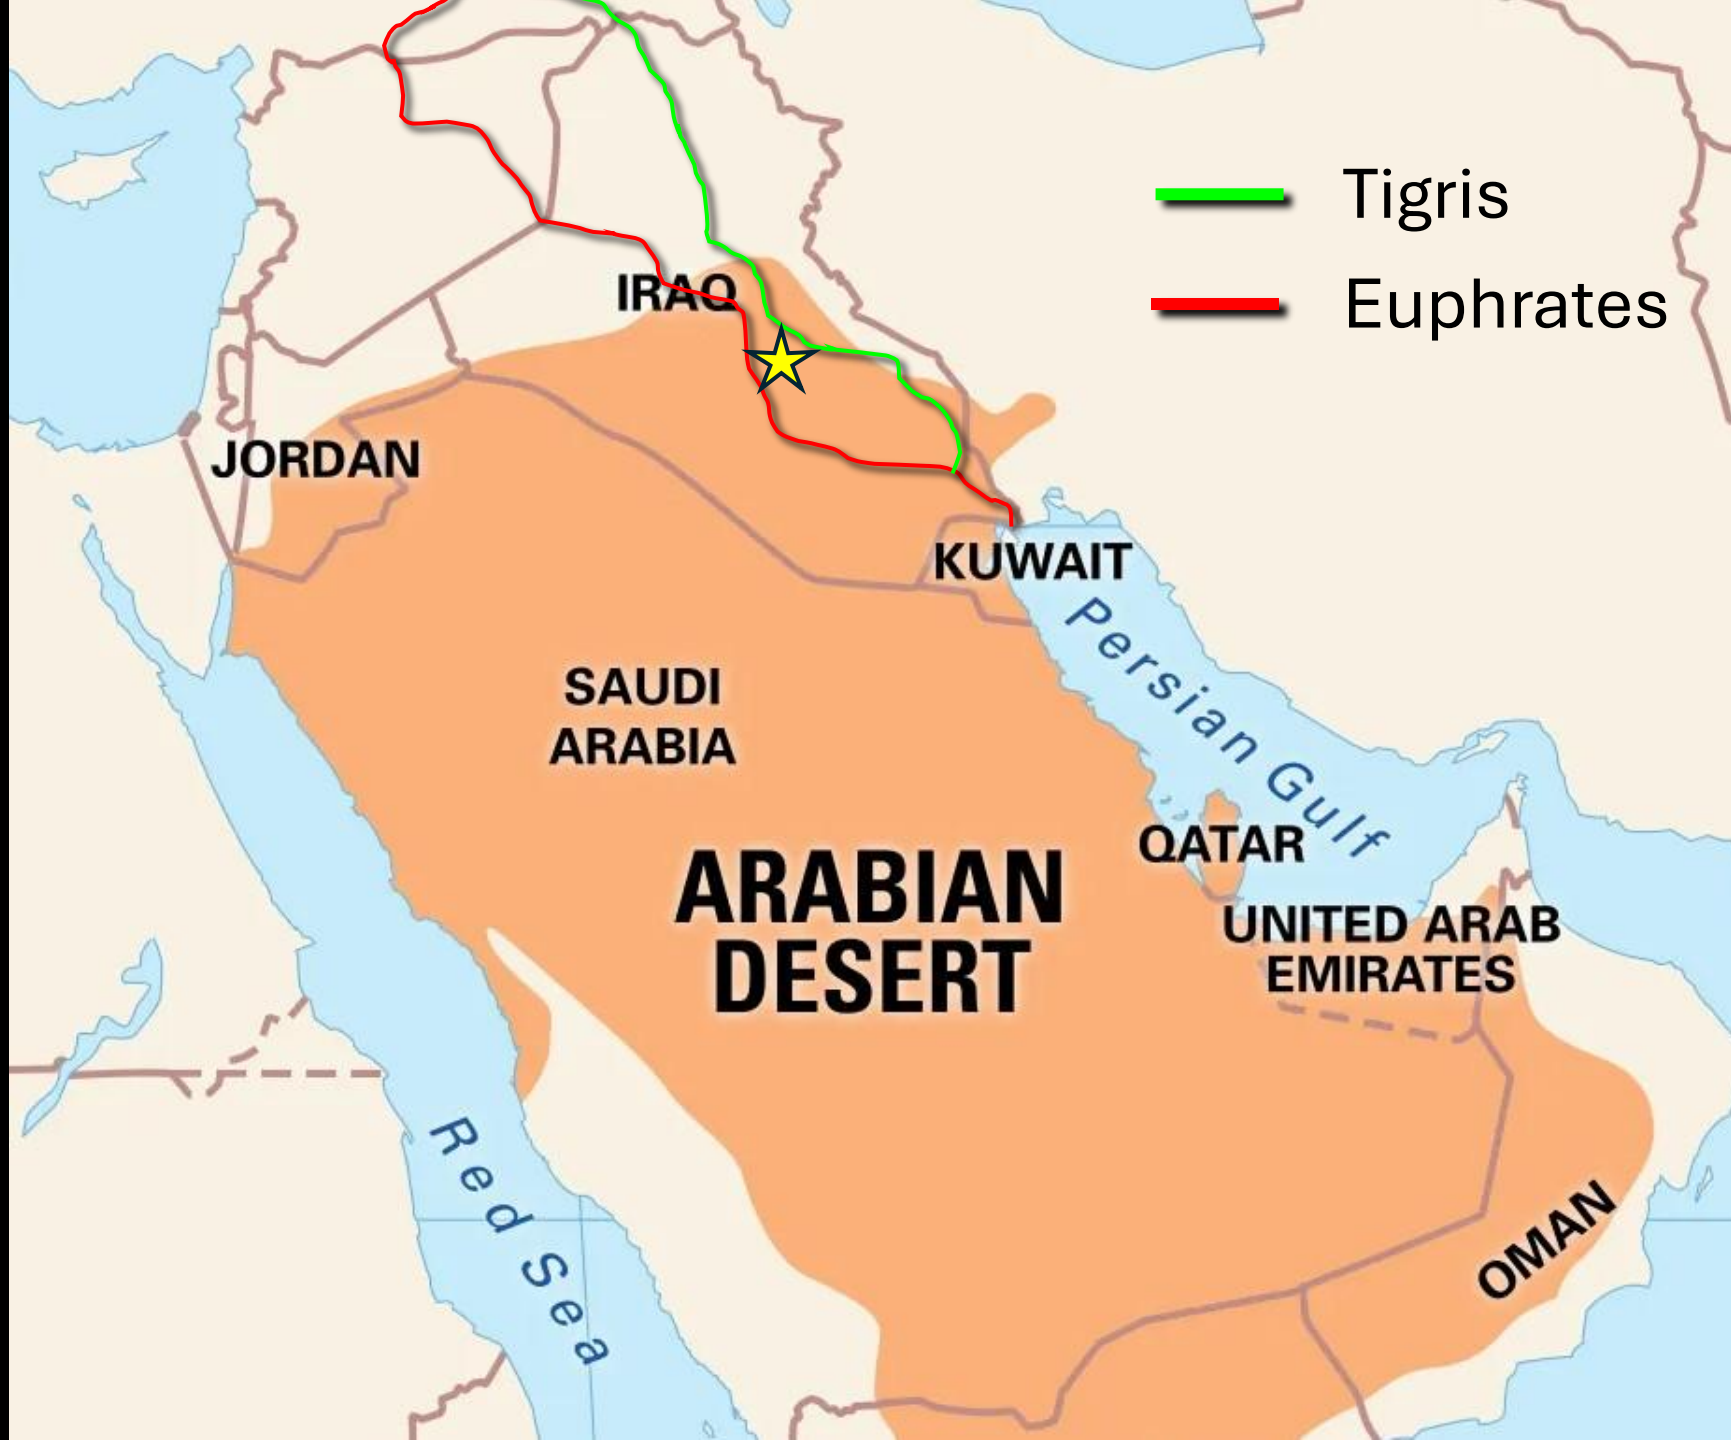 Tigris
Euphrates
IRAQ
JORDAN
KUWAIT
Persian Gulf
SAUDI
ARABIA
QATAR
ARABIAN
DESERT
UNITED ARAB
EMIRATES
Red Sea
OMAN